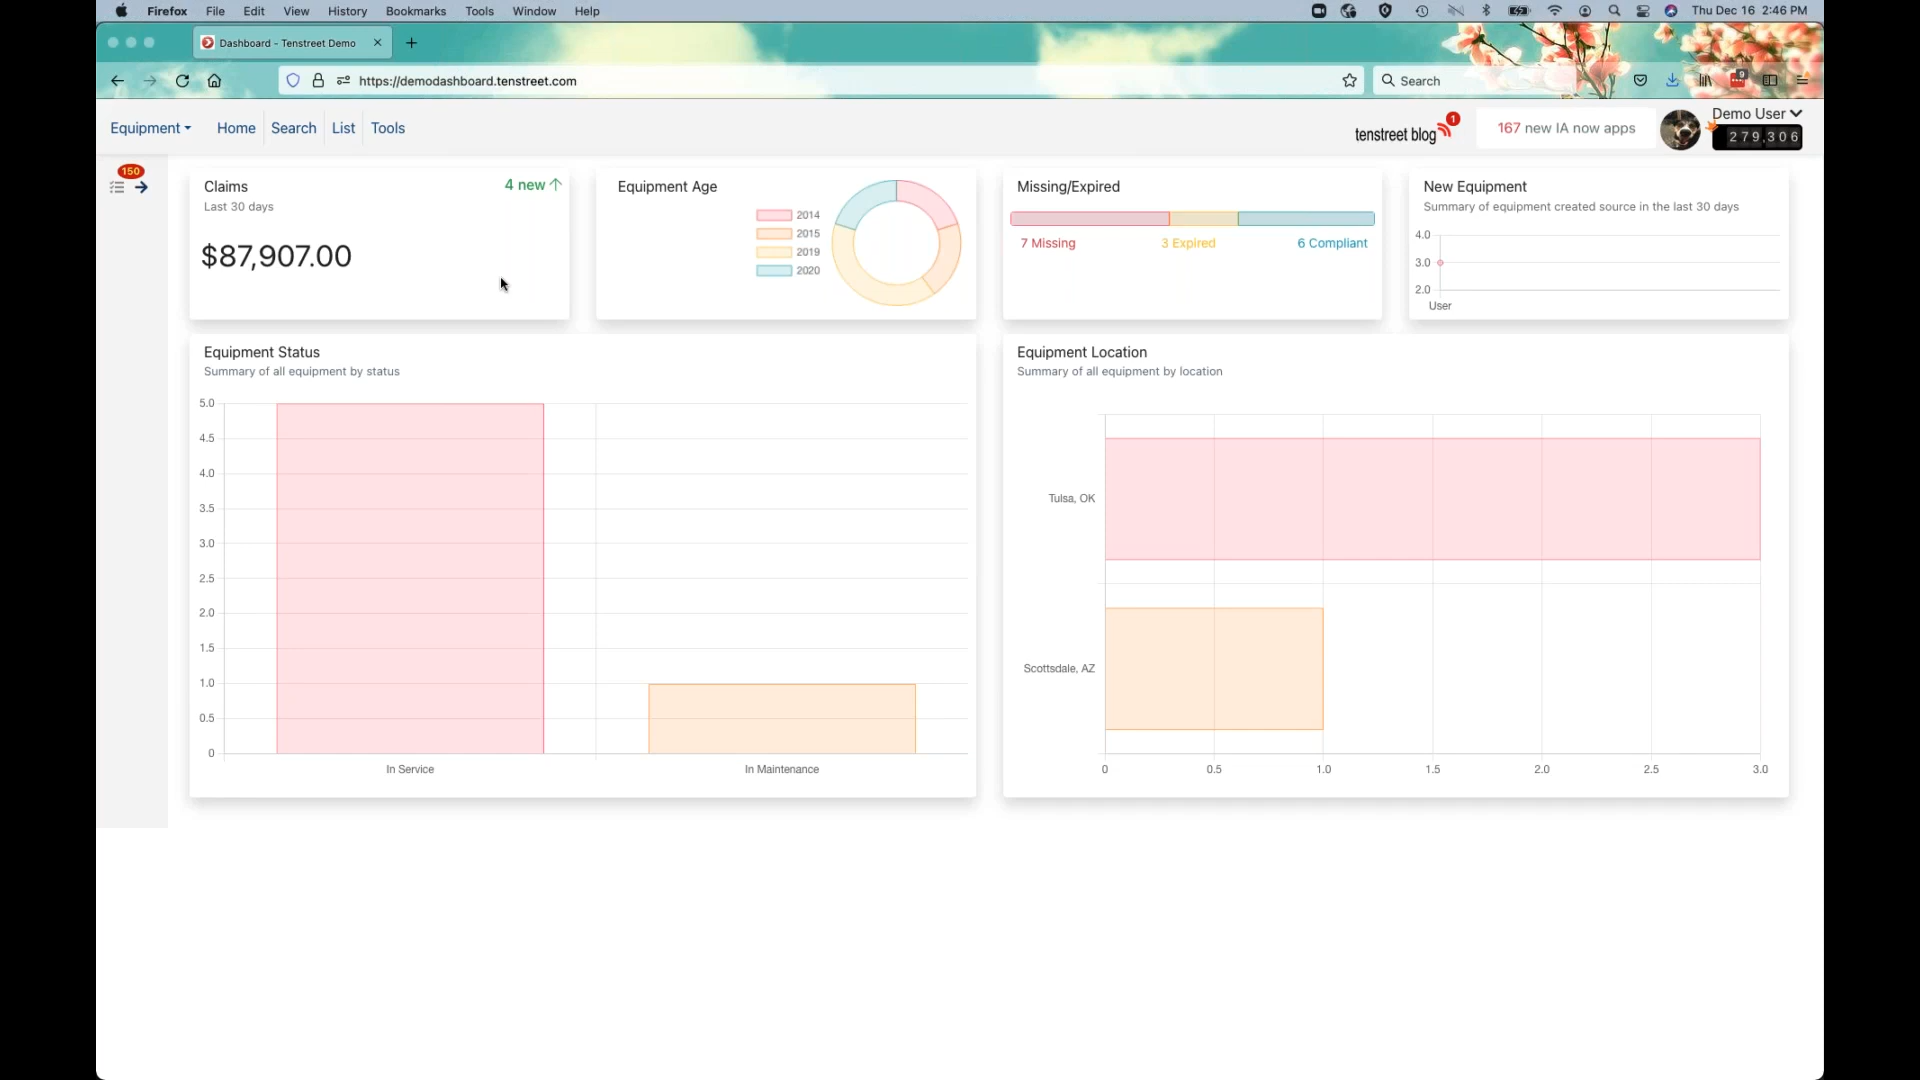 Firefox File Edit View History Bookmarks Tools Window Help
Thu Dec 16 2:46 PM
Dashboard - Tenstreet Demo
https://demodashboard.tenstreet.com
Search
9
Equipment Home Search List Tools
tenstreet blog
1
167 new IA now apps
Demo User
279,306
150
Claims
4 new
Last 30 days
$87,907.00
Equipment Age
2014
2015
2019
2020
Missing/Expired
7 Missing
3 Expired
6 Compliant
New Equipment
Summary of equipment created source in the last 30 days
4.0
3.0
2.0
User
Equipment Status
Summary of all equipment by status
5.0
4.5
4.0
3.5
3.0
2.5
2.0
1.5
1.0
0.5
0
In Service
In Maintenance
Equipment Location
Summary of all equipment by location
Tulsa, OK
Scottsdale, AZ
0 0.5 1.0 1.5 2.0 2.5 3.0